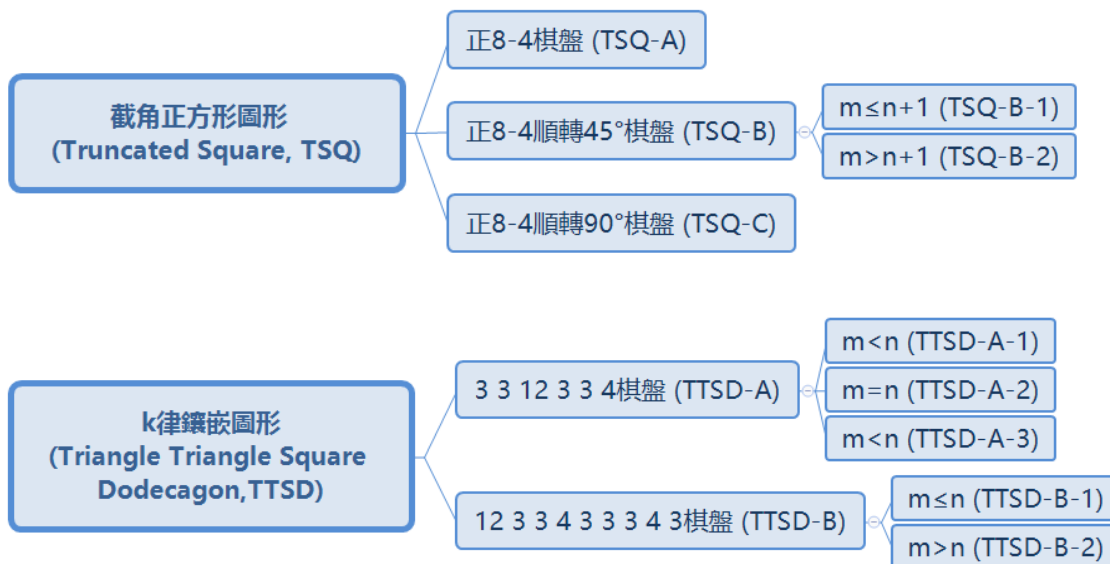 截角正方形圖形
(Truncated Square, TSQ)
正8-4棋盤 (TSQ-A)
正8-4順轉45°棋盤 (TSQ-B)
m≤n+1 (TSQ-B-1)
m>n+1 (TSQ-B-2)
正8-4順轉90°棋盤 (TSQ-C)
k律鑲嵌圖形
(Triangle Triangle Square
Dodecagon,TTSD)
3 3 12 3 3 4棋盤 (TTSD-A)
m<n (TTSD-A-1)
m=n (TTSD-A-2)
m<n (TTSD-A-3)
12 3 3 4 3 3 3 4 3棋盤 (TTSD-B)
m≤n (TTSD-B-1)
m>n (TTSD-B-2)